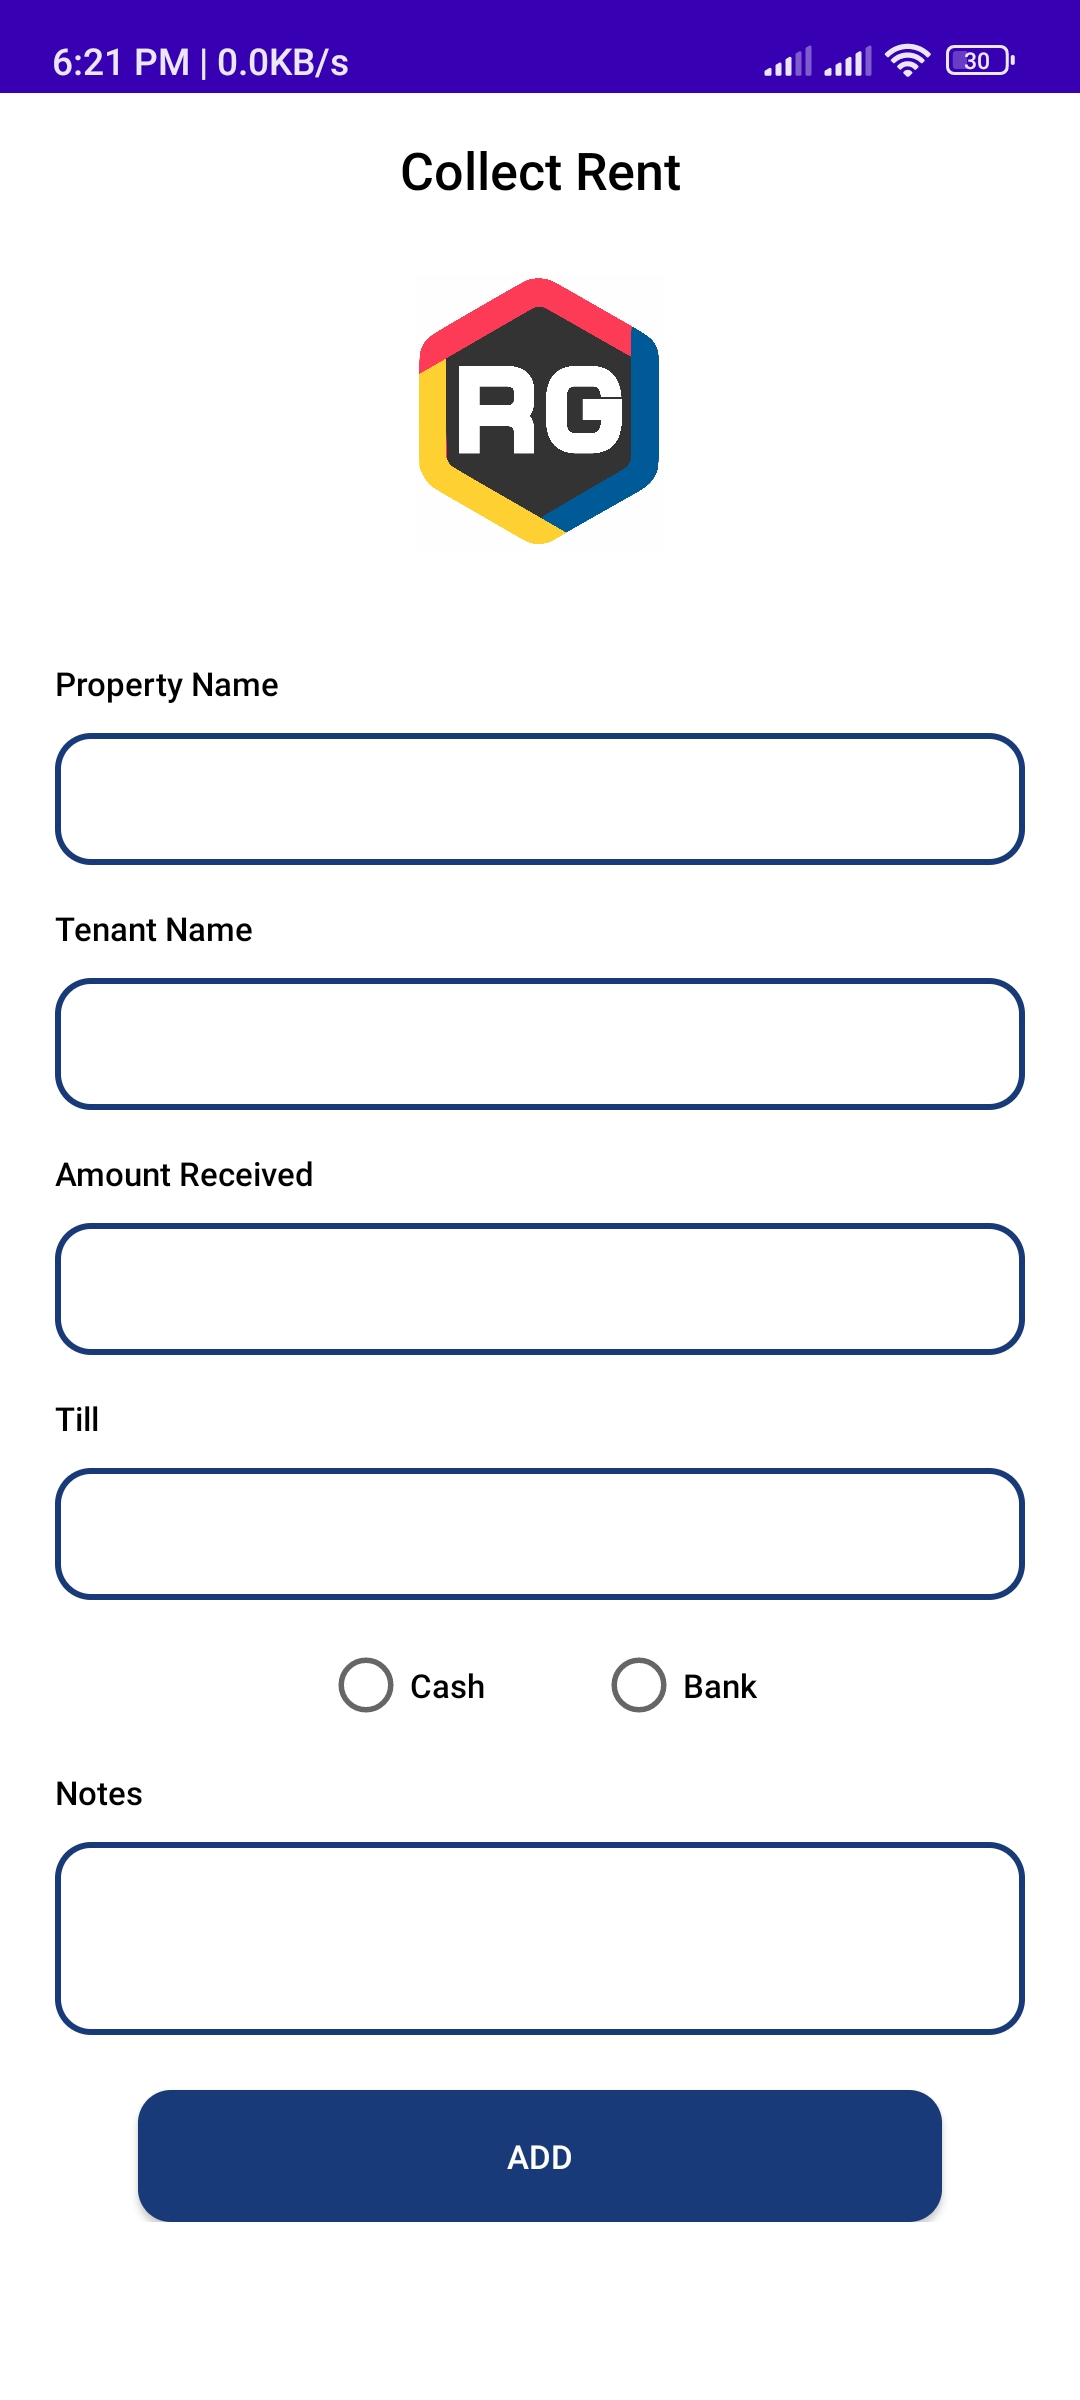 6:21 PM | 0.0KB/s 30
Collect Rent
RG
Property Name
Tenant Name
Amount Received
Till
Cash Bank
Notes
ADD